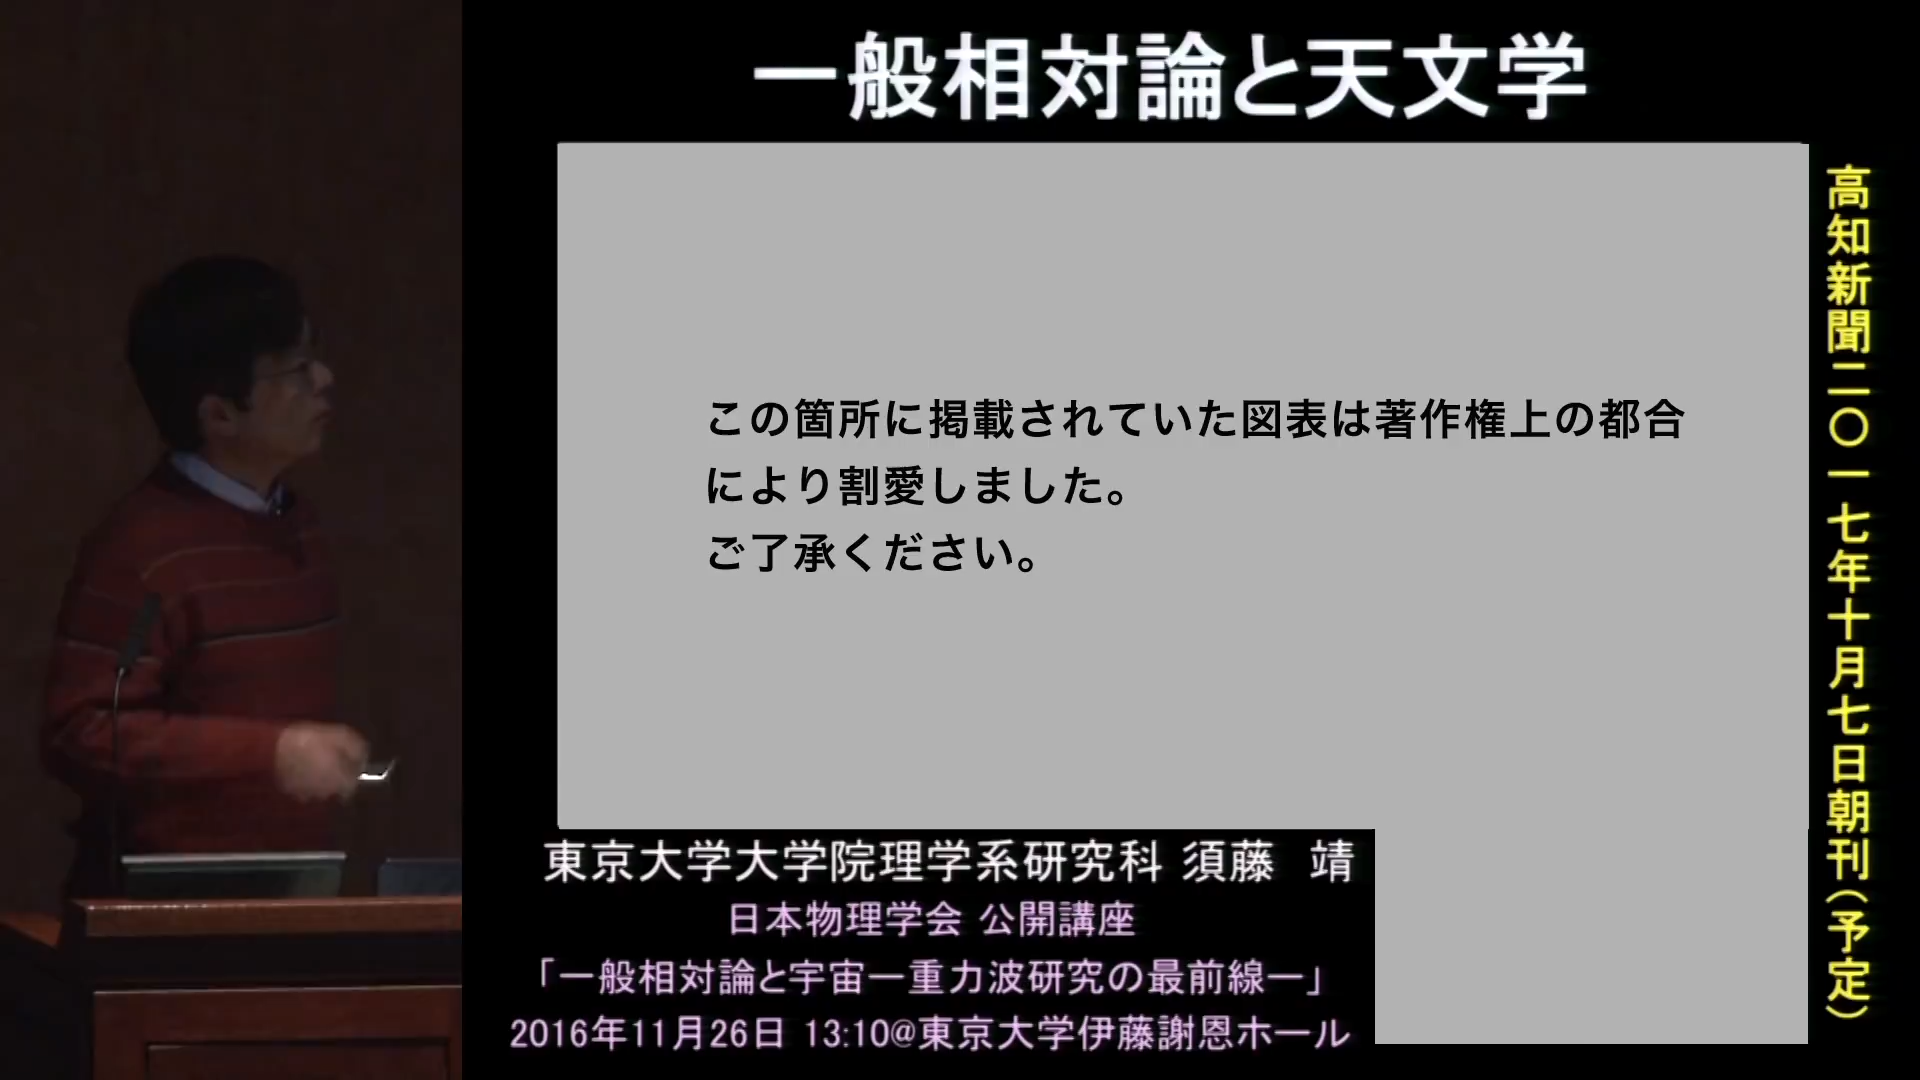 一般相対論と天文学
この箇所に掲載されていた図表は著作権上の都合
により割愛しました。
ご了承ください。
高知新聞二〇一七年十月七日朝刊(予定)
東京大学大学院理学系研究科 須藤 靖
日本物理学会 公開講座
「一般相対論と宇宙―重力波研究の最前線―」
2016年11月26日 13:10@東京大学伊藤謝恩ホール